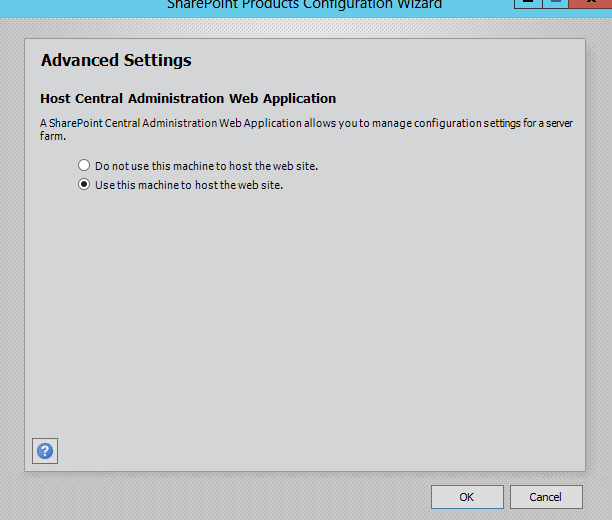 SharePoint Products Configuration Wizard
Advanced Settings
Host Central Administration Web Application
A SharePoint Central Administration Web Application allows you to manage configuration settings for a server
farm.
Do not use this machine to host the web site.
Use this machine to host the web site.
?
OK
Cancel